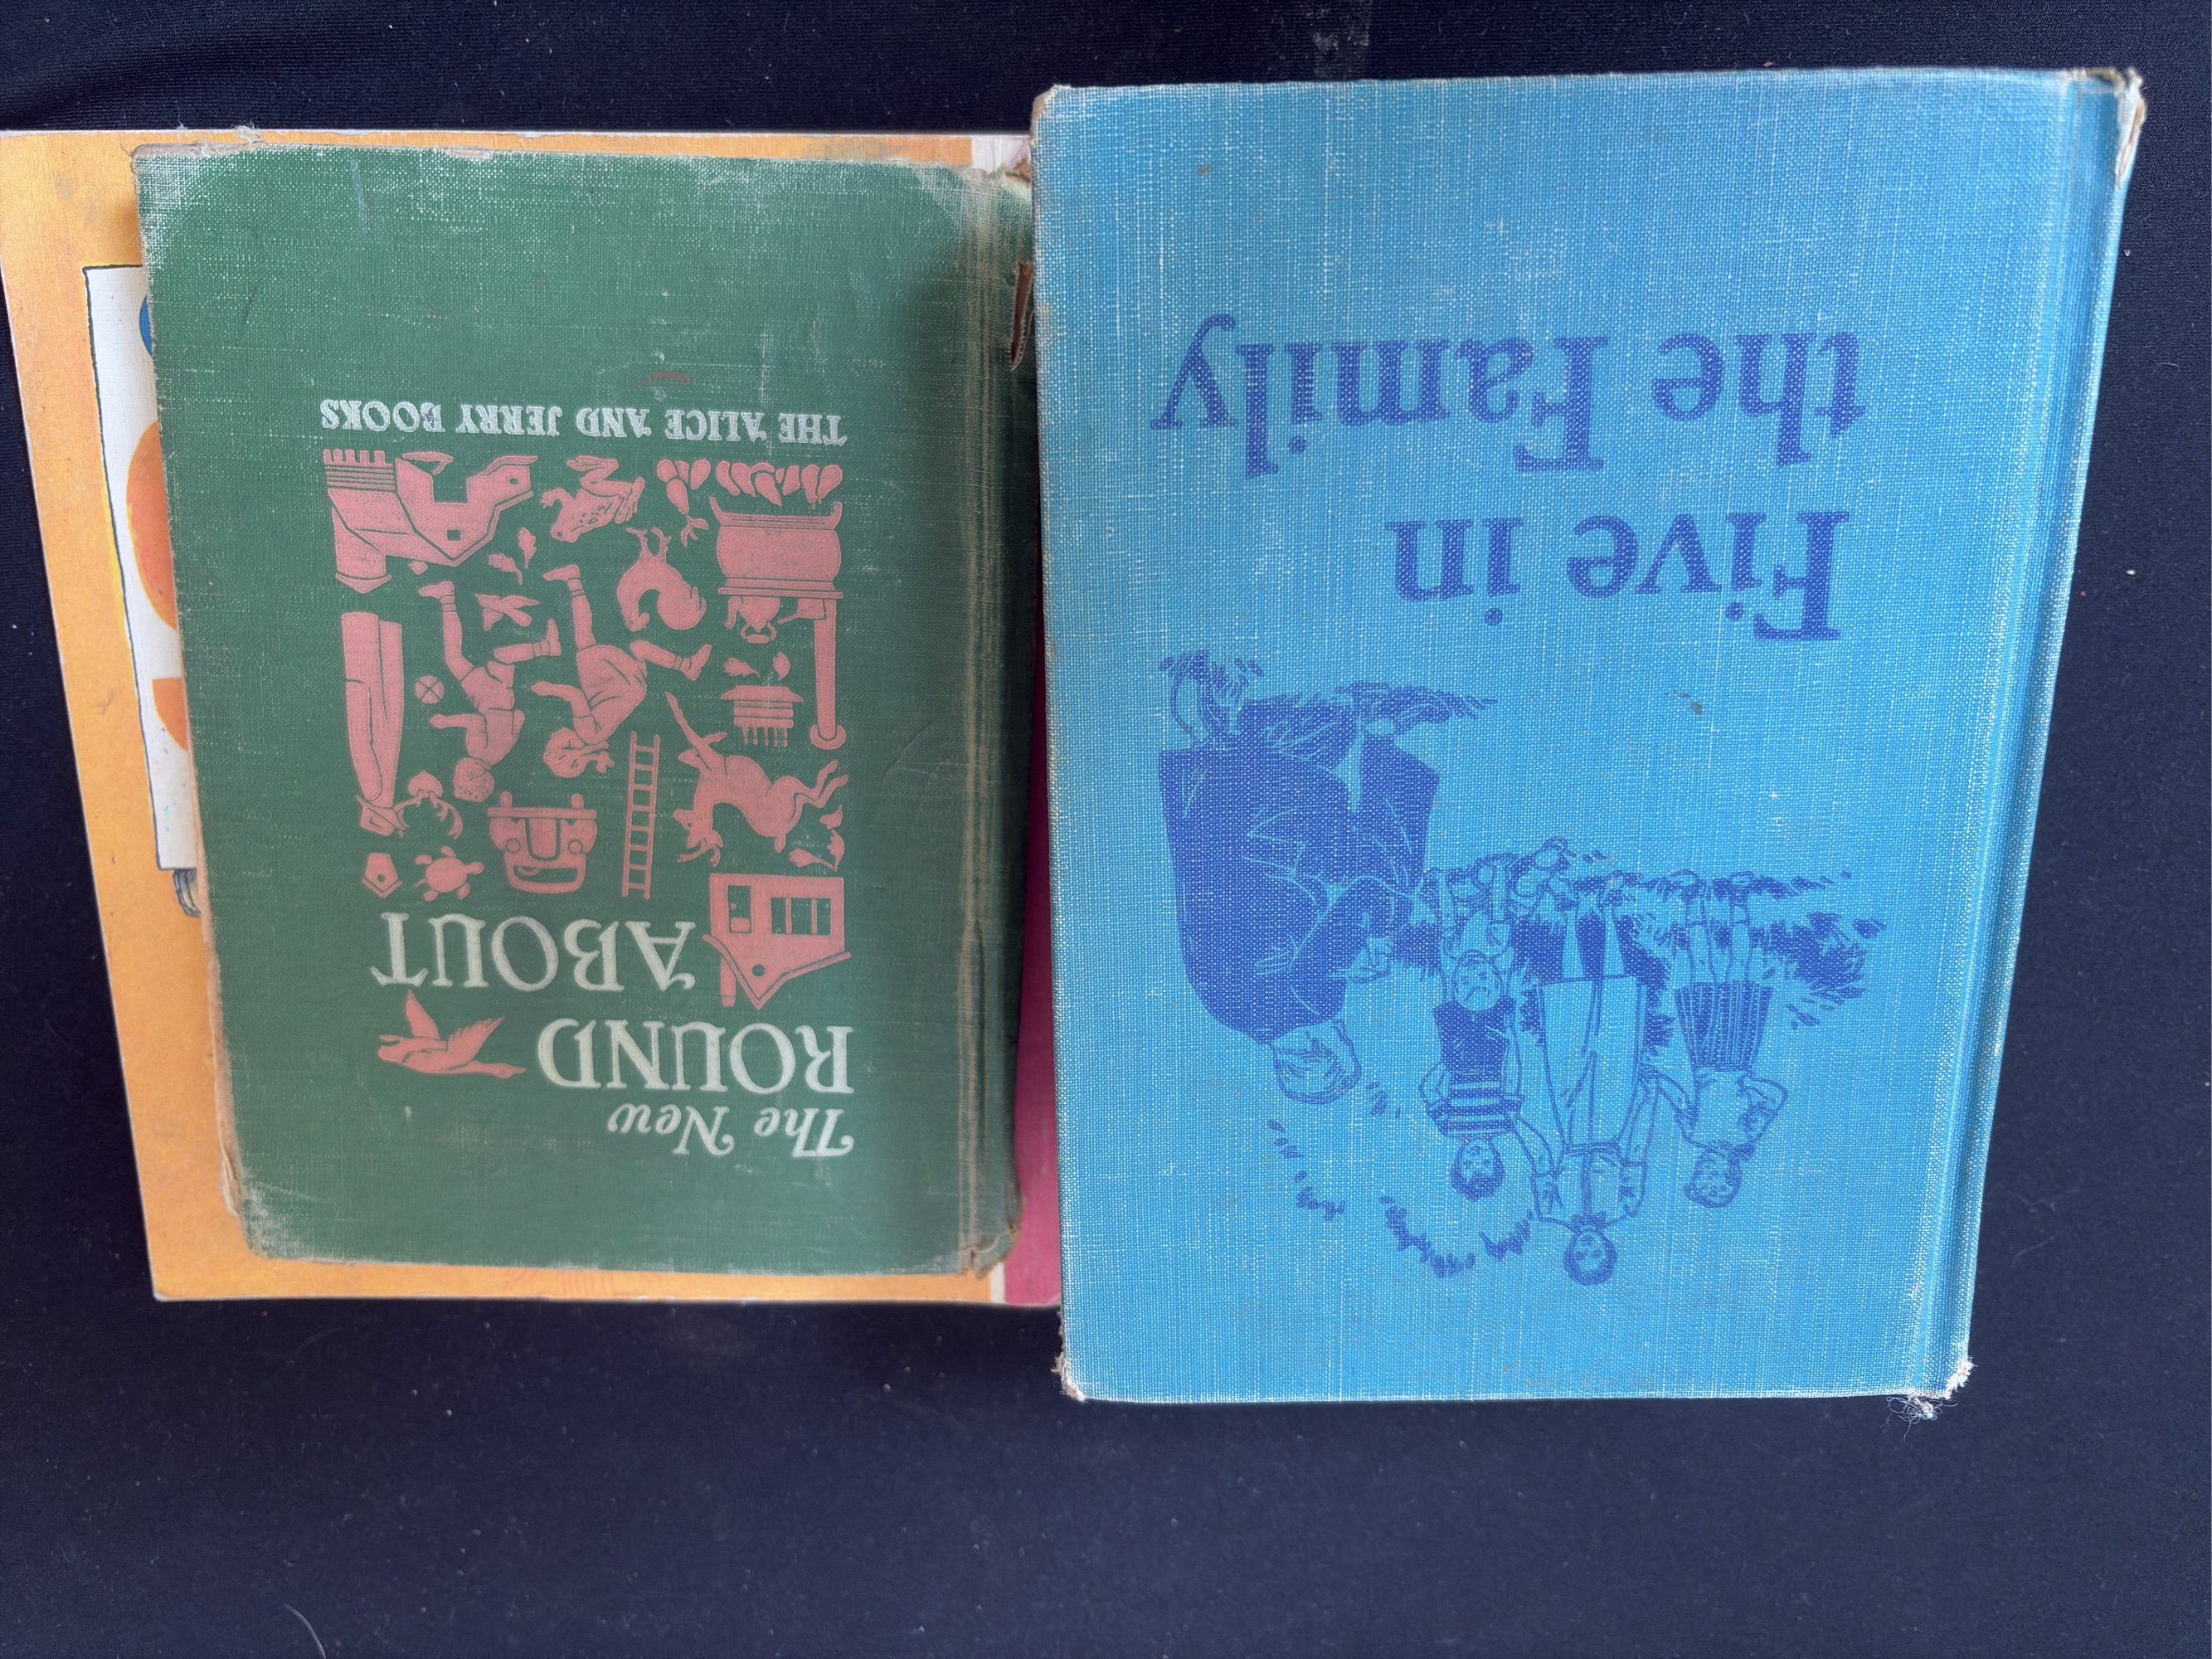 The New
ROUND
ABOUT
THE ALICE AND JERRY BOOKS
Five in
the Family